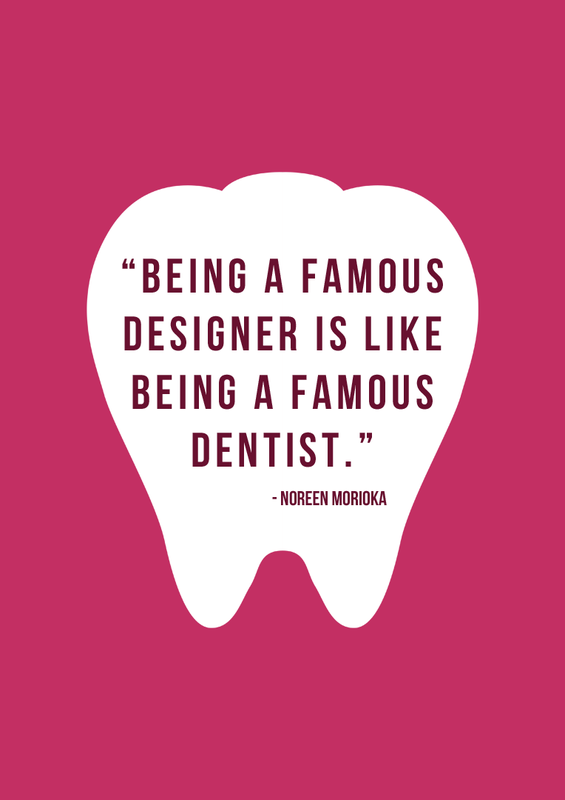 “BEING A FAMOUS
DESIGNER IS LIKE
BEING A FAMOUS
DENTIST.”
- NOREEN MORIOKA